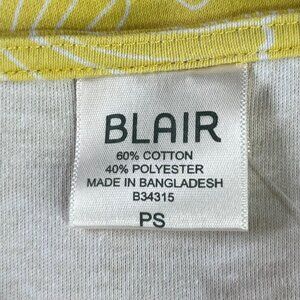 BLAIR
60% COTTON
40% POLYESTER
MADE IN BANGLADESH
B34315
PS